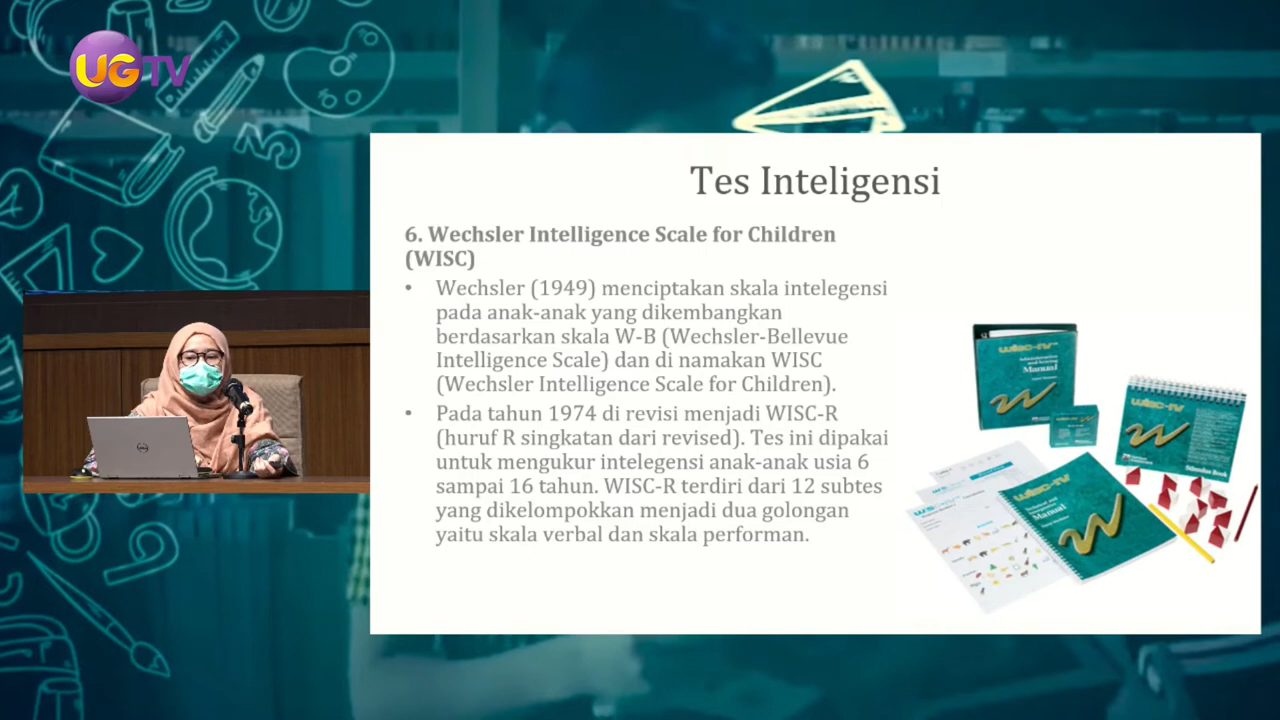 UGTV
Tes Inteligensi
6. Wechsler Intelligence Scale for Children
(WISC)
• Wechsler (1949) menciptakan skala intelegensi
pada anak-anak yang dikembangkan
berdasarkan skala W-B (Wechsler-Bellevue
Intelligence Scale) dan di namakan WISC
(Wechsler Intelligence Scale for Children).
• Pada tahun 1974 di revisi menjadi WISC-R
(huruf R singkatan dari revised). Tes ini dipakai
untuk mengukur intelegensi anak-anak usia 6
sampai 16 tahun. WISC-R terdiri dari 12 subtes
yang dikelompokkan menjadi dua golongan
yaitu skala verbal dan skala performan.
WISC-IV
Manual
WISC-IV
Stimulus Book
WISC-IV
Manual
DELL